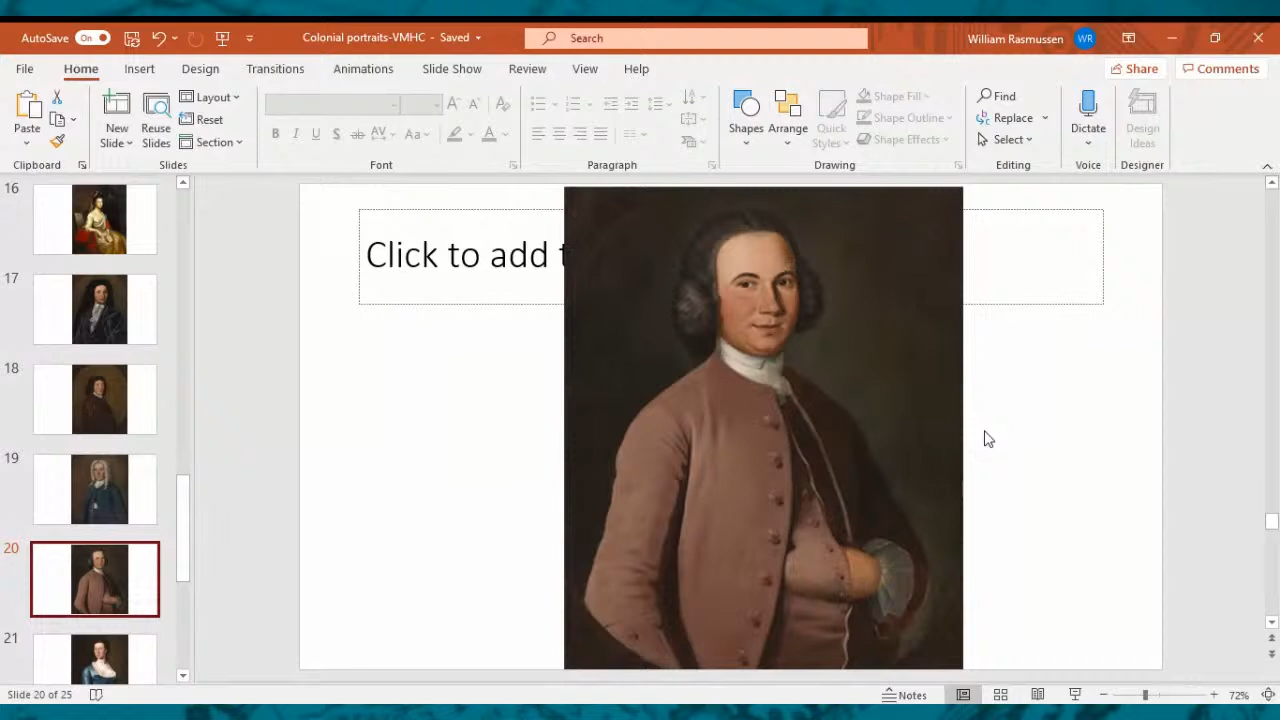 AutoSave On Colonial portraits-VMHC - Saved Search William Rasmussen WR
File Home Insert Design Transitions Animations Slide Show Review View Help Share Comments
Paste
Clipboard
New Slide
Reuse Slides
Layout
Reset
Section
Slides
B I U S ab AV Aa A
Font
Paragraph
Shapes
Arrange
Quick Styles
Shape Fill
Shape Outline
Shape Effects
Drawing
Find
Replace
Select
Editing
Dictate
Voice
Design Ideas
Designer
16
17
18
19
20
21
Click to add t
Slide 20 of 25 Notes 72%